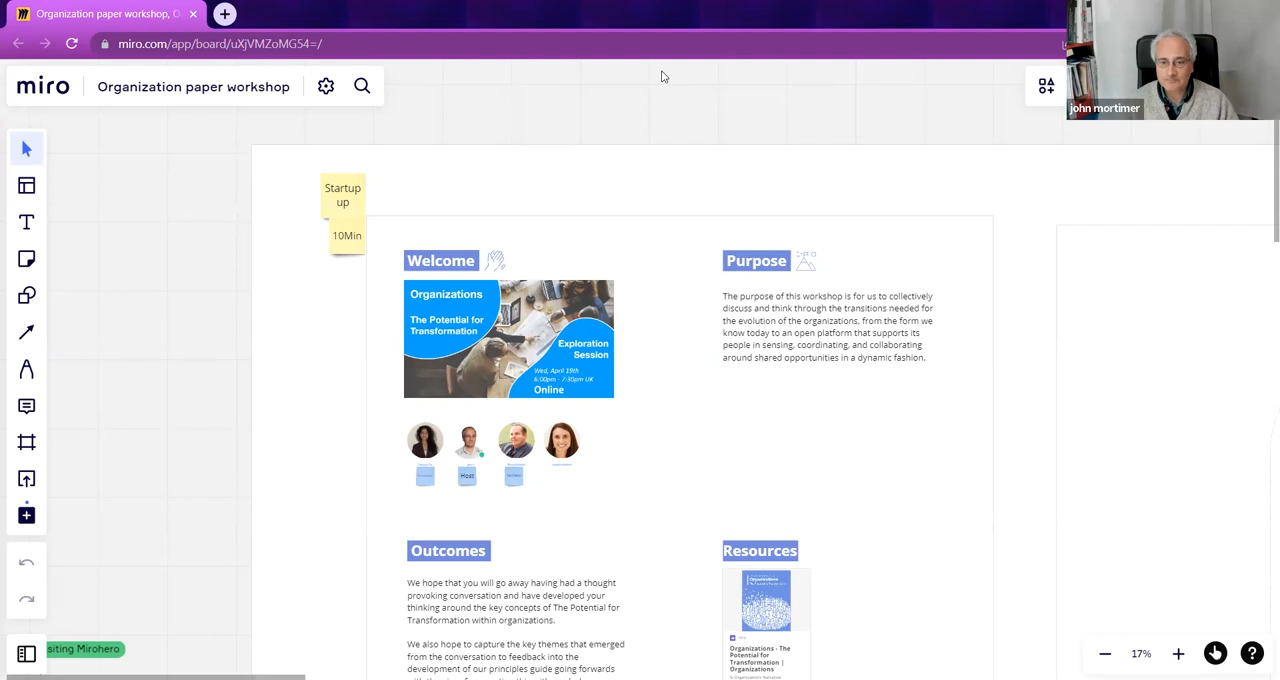 Organization paper workshop, O
miro.com/app/board/uXjVMZoMG54=/
miro
Organization paper workshop
john mortimer
Startup
up
10Min
Welcome
Organizations
The Potential for
Transformation
Exploration
Session
Wed, April 19th
6:00pm - 7:30pm UK
Online
Host
Purpose
The purpose of this workshop is for us to collectively
discuss and think through the transitions needed for
the evolution of the organizations, from the form we
know today to an open platform that supports its
people in sensing, coordinating, and collaborating
around shared opportunities in a dynamic fashion.
Outcomes
We hope that you will go away having had a thought
provoking conversation and have developed your
thinking around the key concepts of The Potential for
Transformation within organizations.
We also hope to capture the key themes that emerged
from the conversation to feedback into the
development of our principles guide going forwards
Resources
Organizations
Organizations - The
Potential for
Transformation |
Organizations
siting Mirohero
17%